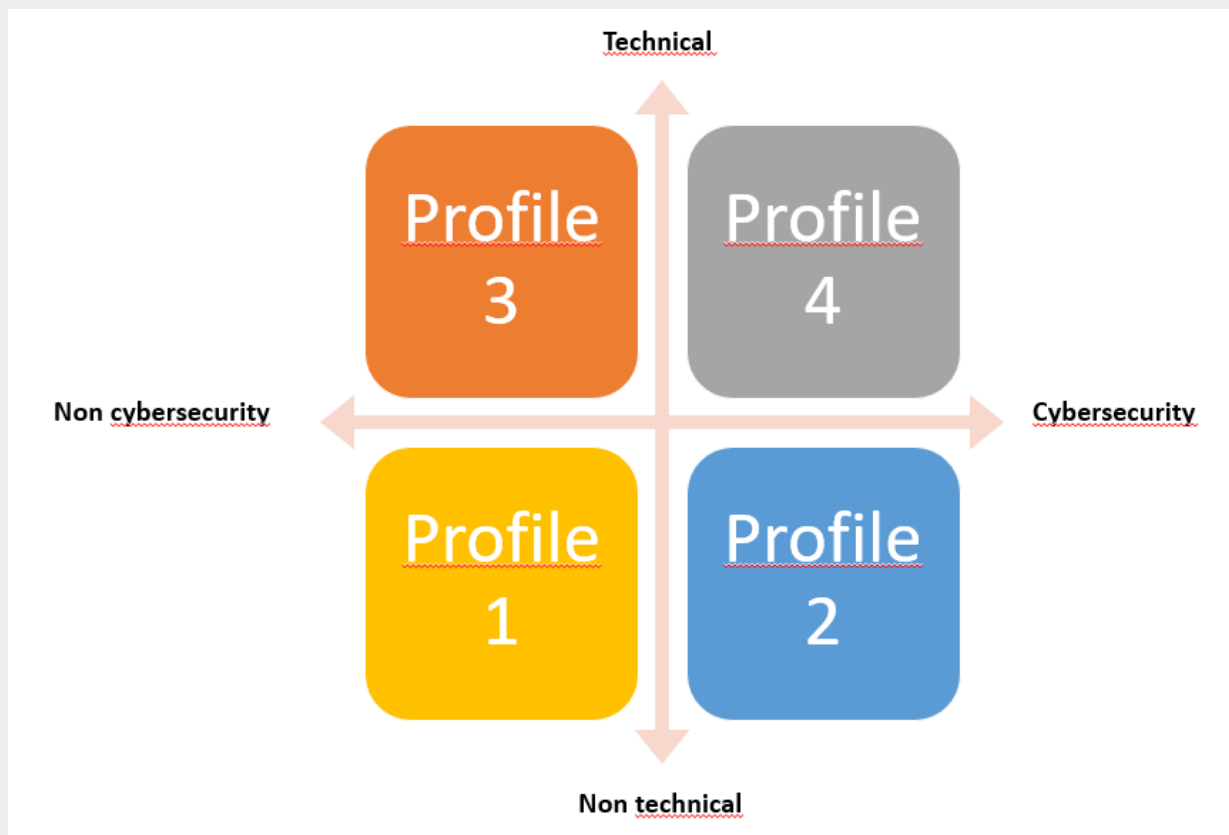 Technical
Profile
3
Profile
4
Non cybersecurity
Cybersecurity
Profile
1
Profile
2
Non technical